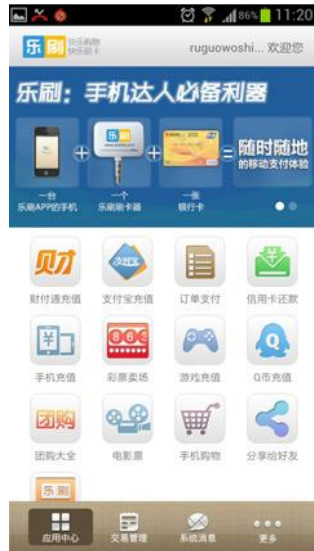 86% 11:20
乐刷 快乐购物
快乐刷卡
ruguowoshi... 欢迎您
乐刷：手机达人必备利器
乐刷
+ + = 随时随地
的移动支付体验
一台
乐刷APP的手机
一个
乐刷刷卡器
一张
银行卡
财付通充值 支付宝充值 订单支付 信用卡还款
手机充值 彩票卖场 游戏充值 Q币充值
团购
团购大全 电影票 手机购物 分享给好友
乐刷
应用中心 交易管理 系统消息 更多